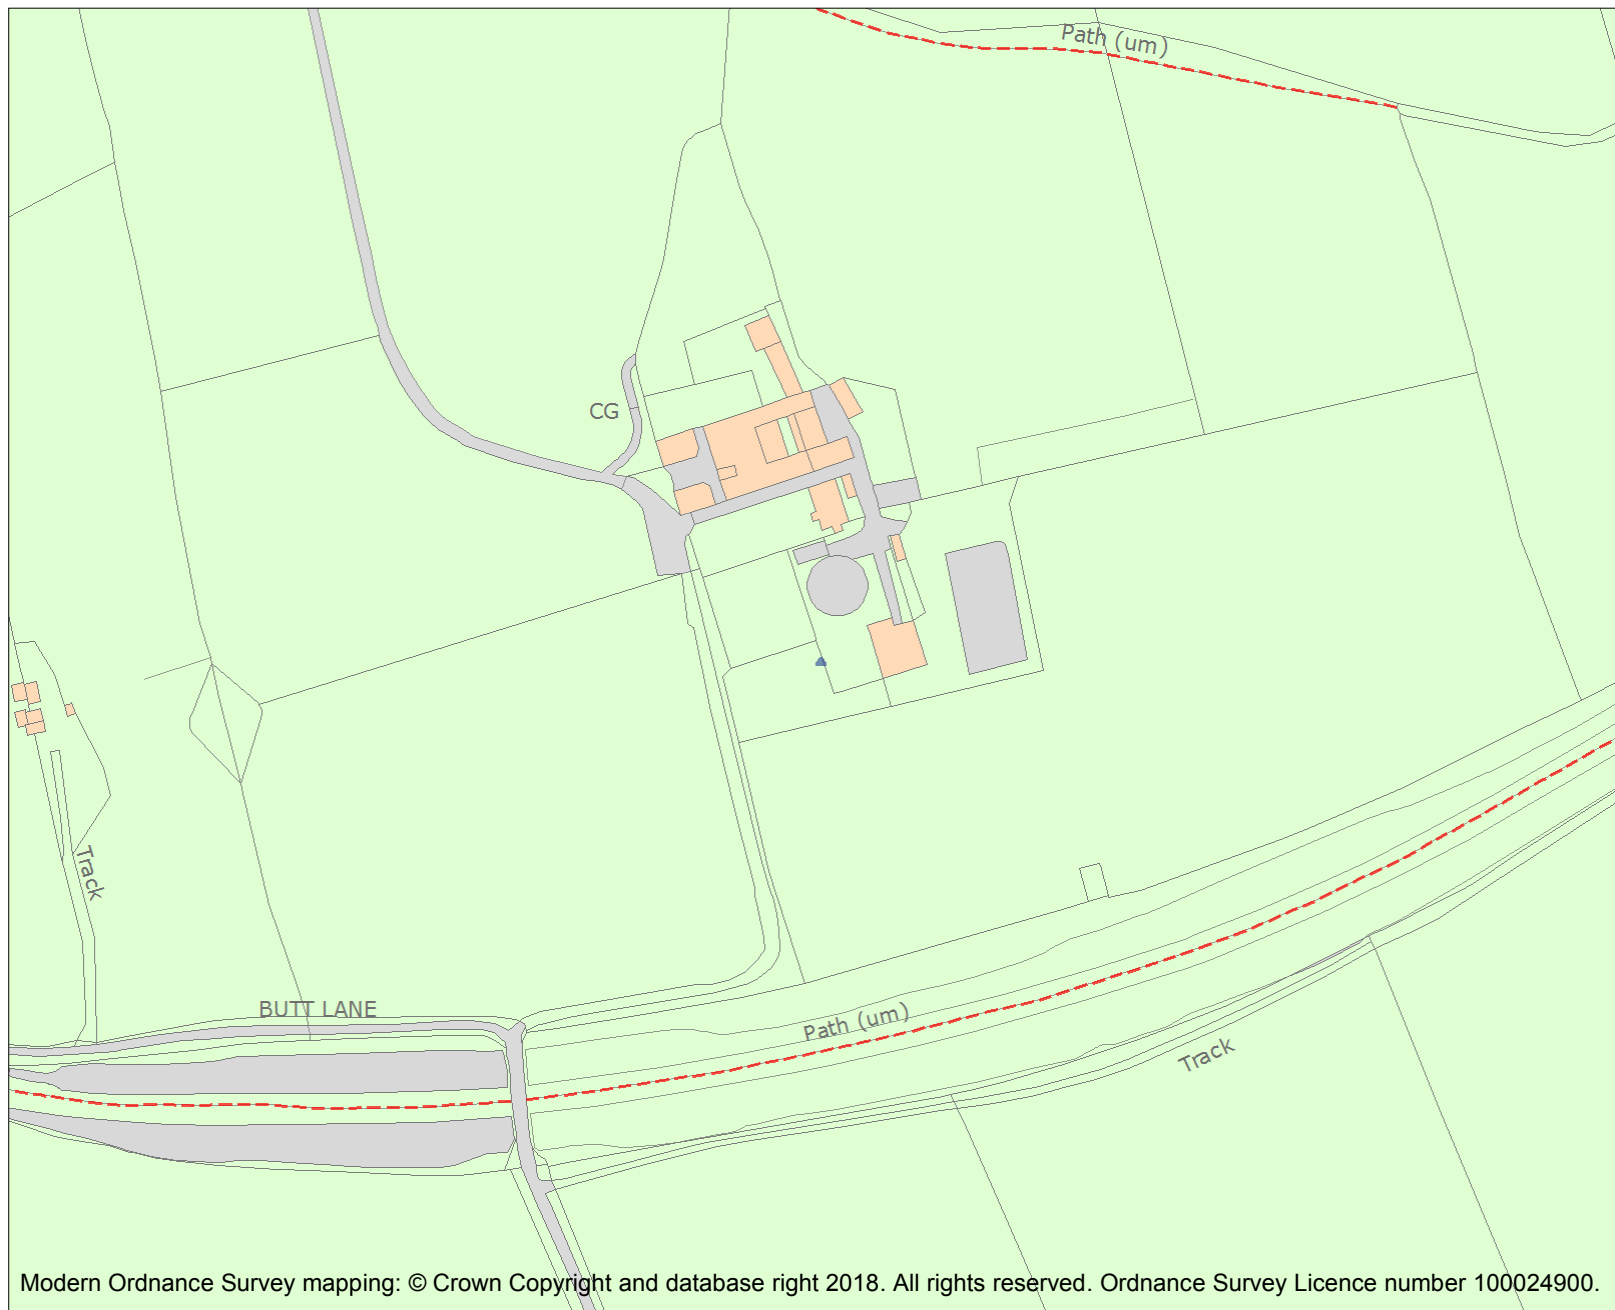 Path (um)
CG
Track
BUTT LANE
Path (um)
Track
Modern Ordnance Survey mapping: © Crown Copyright and database right 2018. All rights reserved. Ordnance Survey Licence number 100024900.